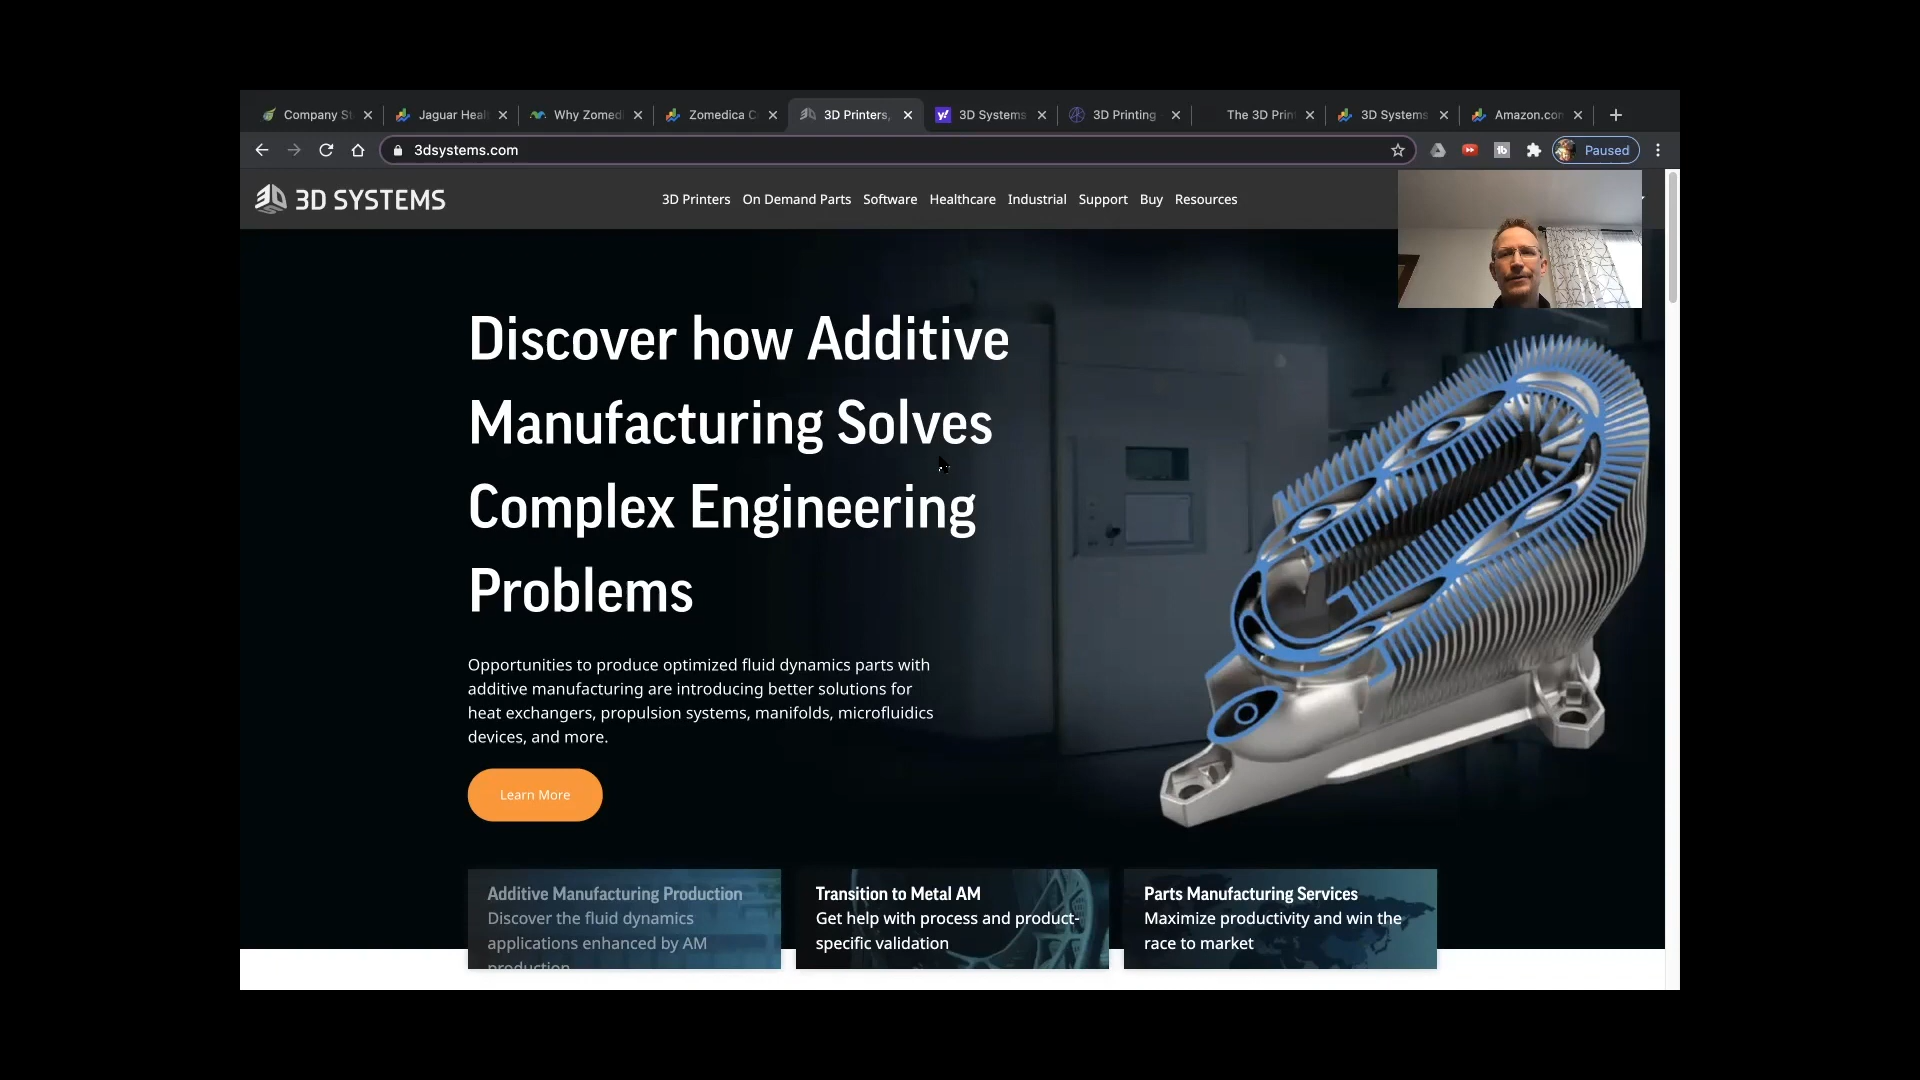 Company St
Jaguar Heal
Why Zomedi
Zomedica C
3D Printers,
y!
3D Systems
3D Printing
The 3D Print
3D Systems
Amazon.com
3dsystems.com
tb
Paused
3D SYSTEMS
3D Printers
On Demand Parts
Software
Healthcare
Industrial
Support
Buy
Resources
Discover how Additive
Manufacturing Solves
Complex Engineering
Problems
Opportunities to produce optimized fluid dynamics parts with
additive manufacturing are introducing better solutions for
heat exchangers, propulsion systems, manifolds, microfluidics
devices, and more.
Learn More
Additive Manufacturing Production
Discover the fluid dynamics
applications enhanced by AM
production
Transition to Metal AM
Get help with process and product-
specific validation
Parts Manufacturing Services
Maximize productivity and win the
race to market